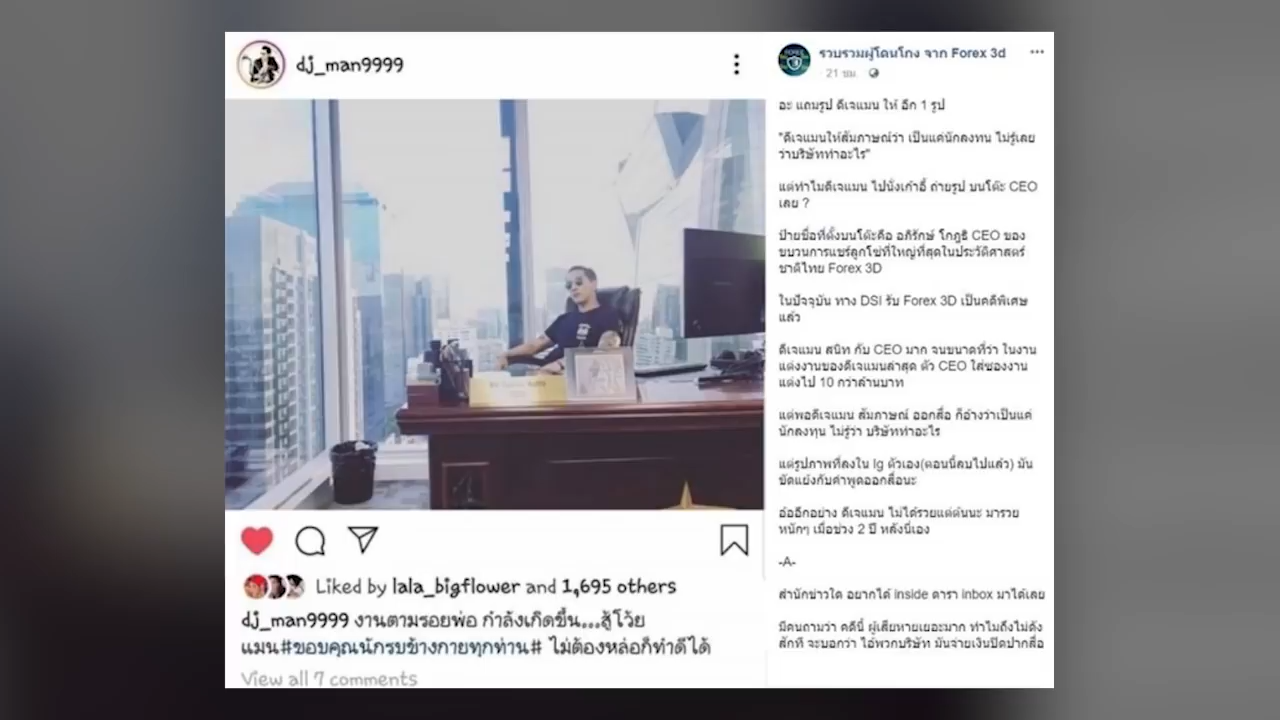 dj_man9999
Liked by lala_bigflower and 1,695 others
dj_man9999 งานตามรอยพ่อ กำลังเกิดขึ้น...สู้โว้ย
แมน#ขอบคุณนักรบข้างกายทุกท่าน# ไม่ต้องหล่อก็ทำดีได้
View all 7 comments
รวบรวมผู้โดนโกง จาก Forex 3d
21 ชม.
อะ แถมรูป ดีเจแมน ให้ อีก 1 รูป
"ดีเจแมนให้สัมภาษณ์ว่า เป็นแค่นักลงทุน ไม่รู้เลย
ว่าบริษัททำอะไร"
แต่ทำไมดีเจแมน ไปนั่งเก้าอี้ ถ่ายรูป บนโต๊ะ CEO
เลย ?
ป้ายชื่อที่ตั้งบนโต๊ะคือ อภิรักษ์ โกฎธิ CEO ของ
ขบวนการแชร์ลูกโซ่ที่ใหญ่ที่สุดในประวัติศาสตร์
ชาติไทย Forex 3D
ในปัจจุบัน ทาง DSI รับ Forex 3D เป็นคดีพิเศษ
แล้ว
ดีเจแมน สนิท กับ CEO มาก จนขนาดที่ว่า ในงาน
แต่งงานของดีเจแมนล่าสุด ตัว CEO ใส่ซองงาน
แต่งไป 10 กว่าล้านบาท
แต่พอดีเจแมน สัมภาษณ์ ออกสื่อ ก็อ้างว่าเป็นแค่
นักลงทุน ไม่รู้ว่า บริษัททำอะไร
แต่รูปภาพที่ลงใน Ig ตัวเอง(ตอนนี้ลบไปแล้ว) มัน
ขัดแย้งกับคำพูดออกสื่อนะ
อ๋ออีกอย่าง ดีเจแมน ไม่ได้รวยแต่ต้นนะ มารวย
หนักๆ เมื่อช่วง 2 ปี หลังนี่เอง
-A-
สำนักข่าวใด อยากได้ inside ดารา inbox มาได้เลย
มีคนถามว่า คดีนี้ ผู้เสียหายเยอะมาก ทำไมถึงไม่ดัง
สักที จะบอกว่า ไอ้พวกบริษัท มันจ่ายเงินปิดปากสื่อ